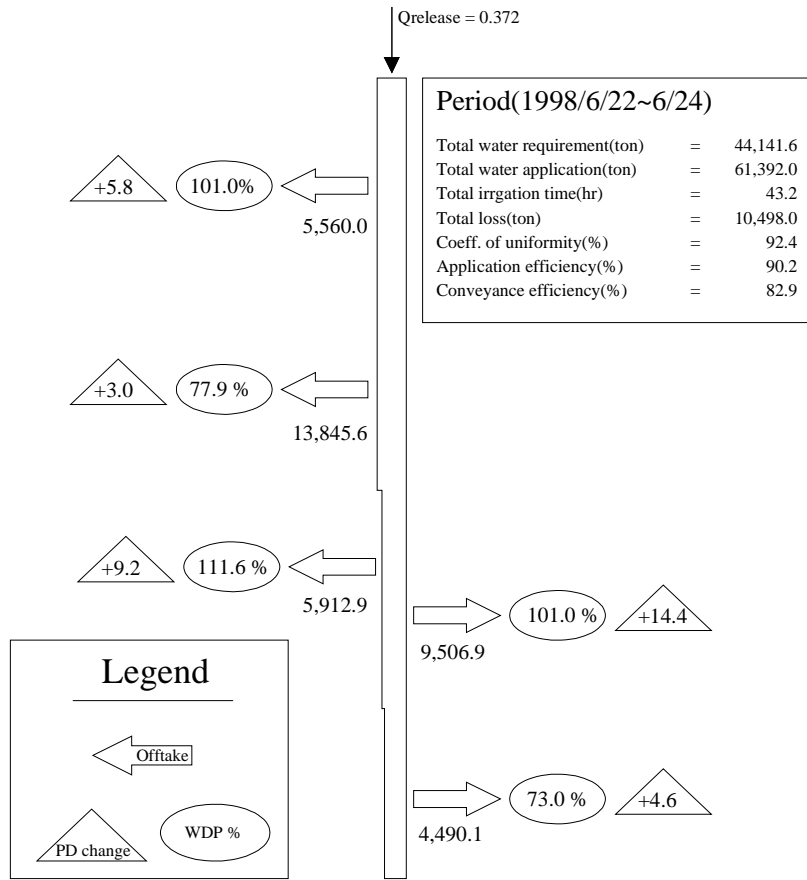 Qrelease = 0.372
Period(1998/6/22~6/24)
Total water requirement(ton) = 44,141.6
Total water application(ton) = 61,392.0
Total irrgation time(hr) = 43.2
Total loss(ton) = 10,498.0
Coeff. of uniformity(%) = 92.4
Application efficiency(%) = 90.2
Conveyance efficiency(%) = 82.9
+5.8 101.0%
5,560.0
+3.0 77.9 %
13,845.6
+9.2 111.6 %
5,912.9
101.0 % +14.4
9,506.9
73.0 % +4.6
4,490.1
Legend
Offtake
PD change
WDP %